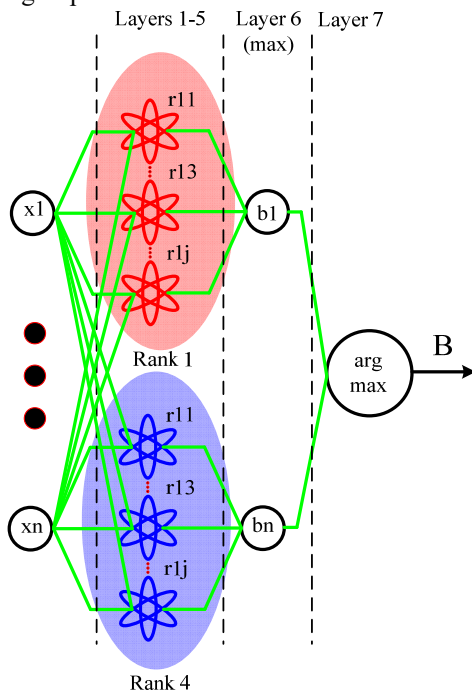 Layers 1-5
Layer 6
(max)
Layer 7
r11
r13
r1j
x1
b1
Rank 1
arg
max
B
r11
r13
r1j
xn
bn
Rank 4